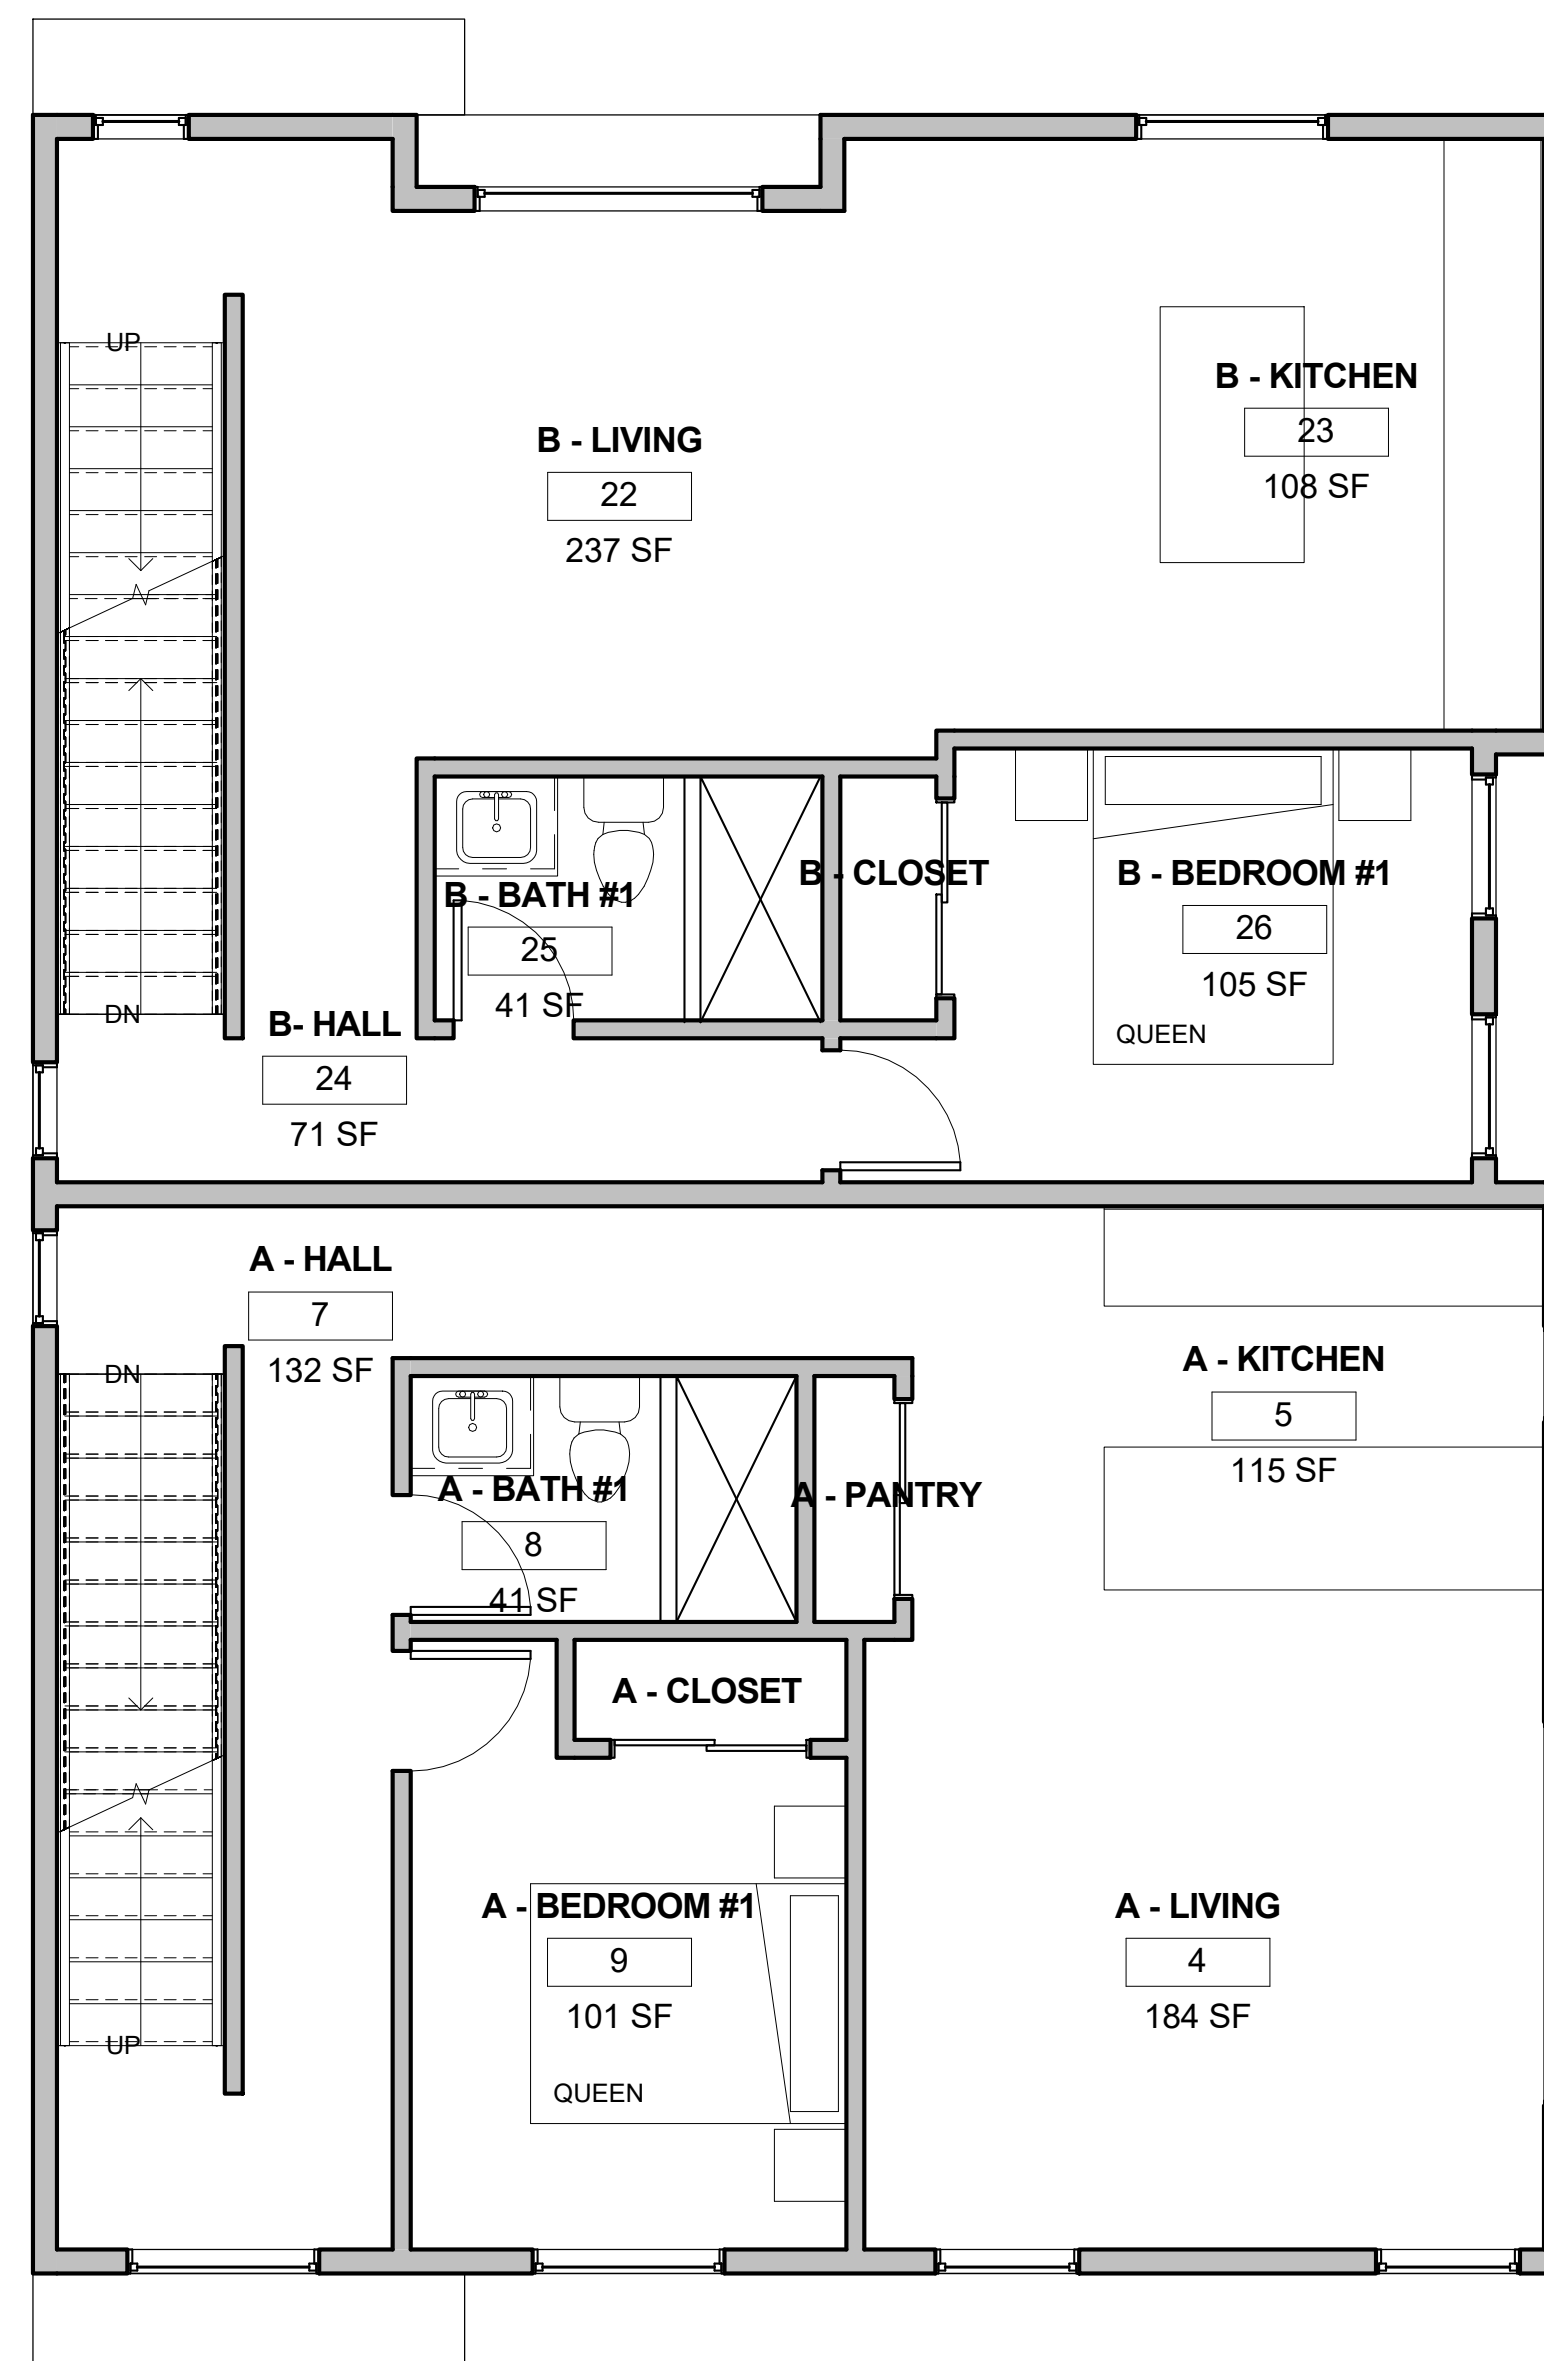 UP
B - KITCHEN
23
108 SF
B - LIVING
22
237 SF
B - CLOSET
B - BEDROOM #1
26
105 SF
QUEEN
B - BATH #1
25
41 SF
DN
B- HALL
24
71 SF
A - HALL
7
132 SF
DN
A - KITCHEN
5
115 SF
A - BATH #1
8
41 SF
A - PANTRY
A - CLOSET
A - BEDROOM #1
9
101 SF
QUEEN
A - LIVING
4
184 SF
UP